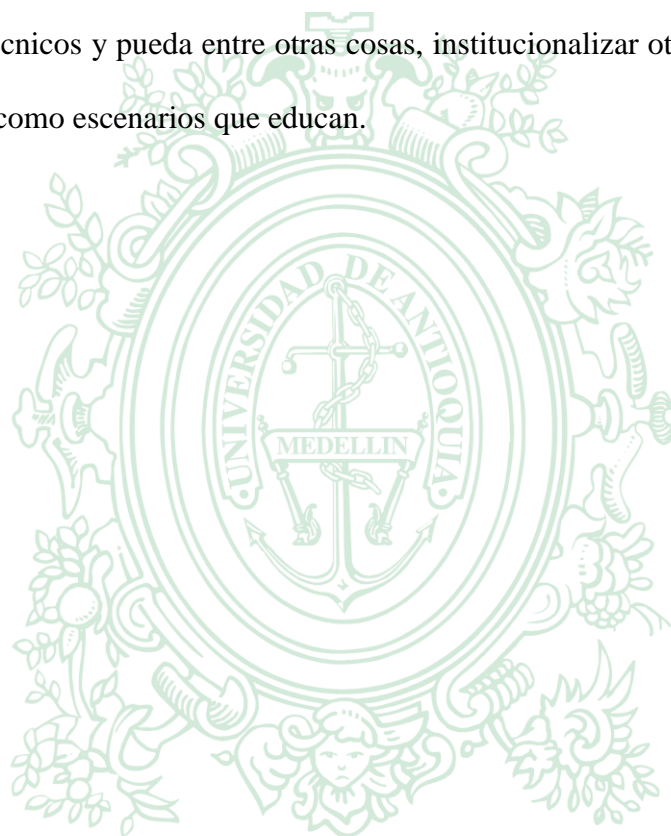 cnicos y pueda entre otras cosas, institucionalizar ot
como escenarios que educan.
UNIVERSIDAD DE ANTIOQUIA
MEDELLIN